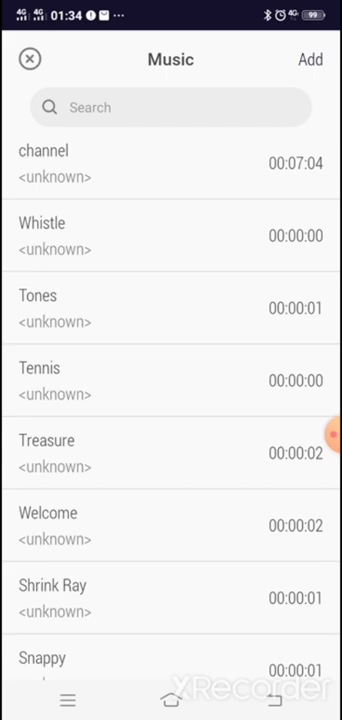 4G 4G 01:34 ... 4G 99
Music Add
Search
channel
<unknown> 00:07:04
Whistle
<unknown> 00:00:00
Tones
<unknown> 00:00:01
Tennis
<unknown> 00:00:00
Treasure
<unknown> 00:00:02
Welcome
<unknown> 00:00:02
Shrink Ray
<unknown> 00:00:01
Snappy 00:00:01
XRecorder